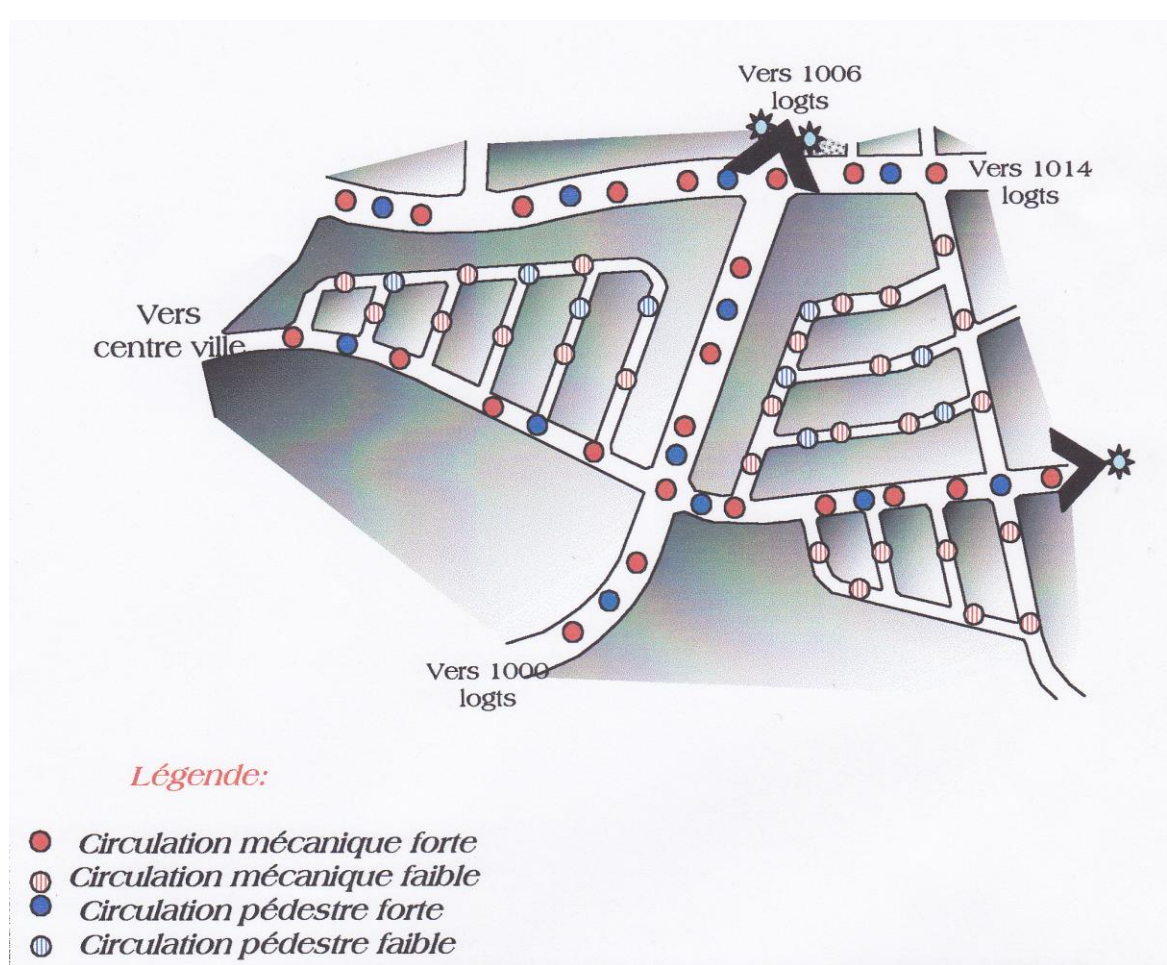 Vers 1006
logts
Vers 1014
logts
Vers
centre ville
Vers 1000
logts
Légende:
Circulation mécanique forte
Circulation mécanique faible
Circulation pédestre forte
Circulation pédestre faible